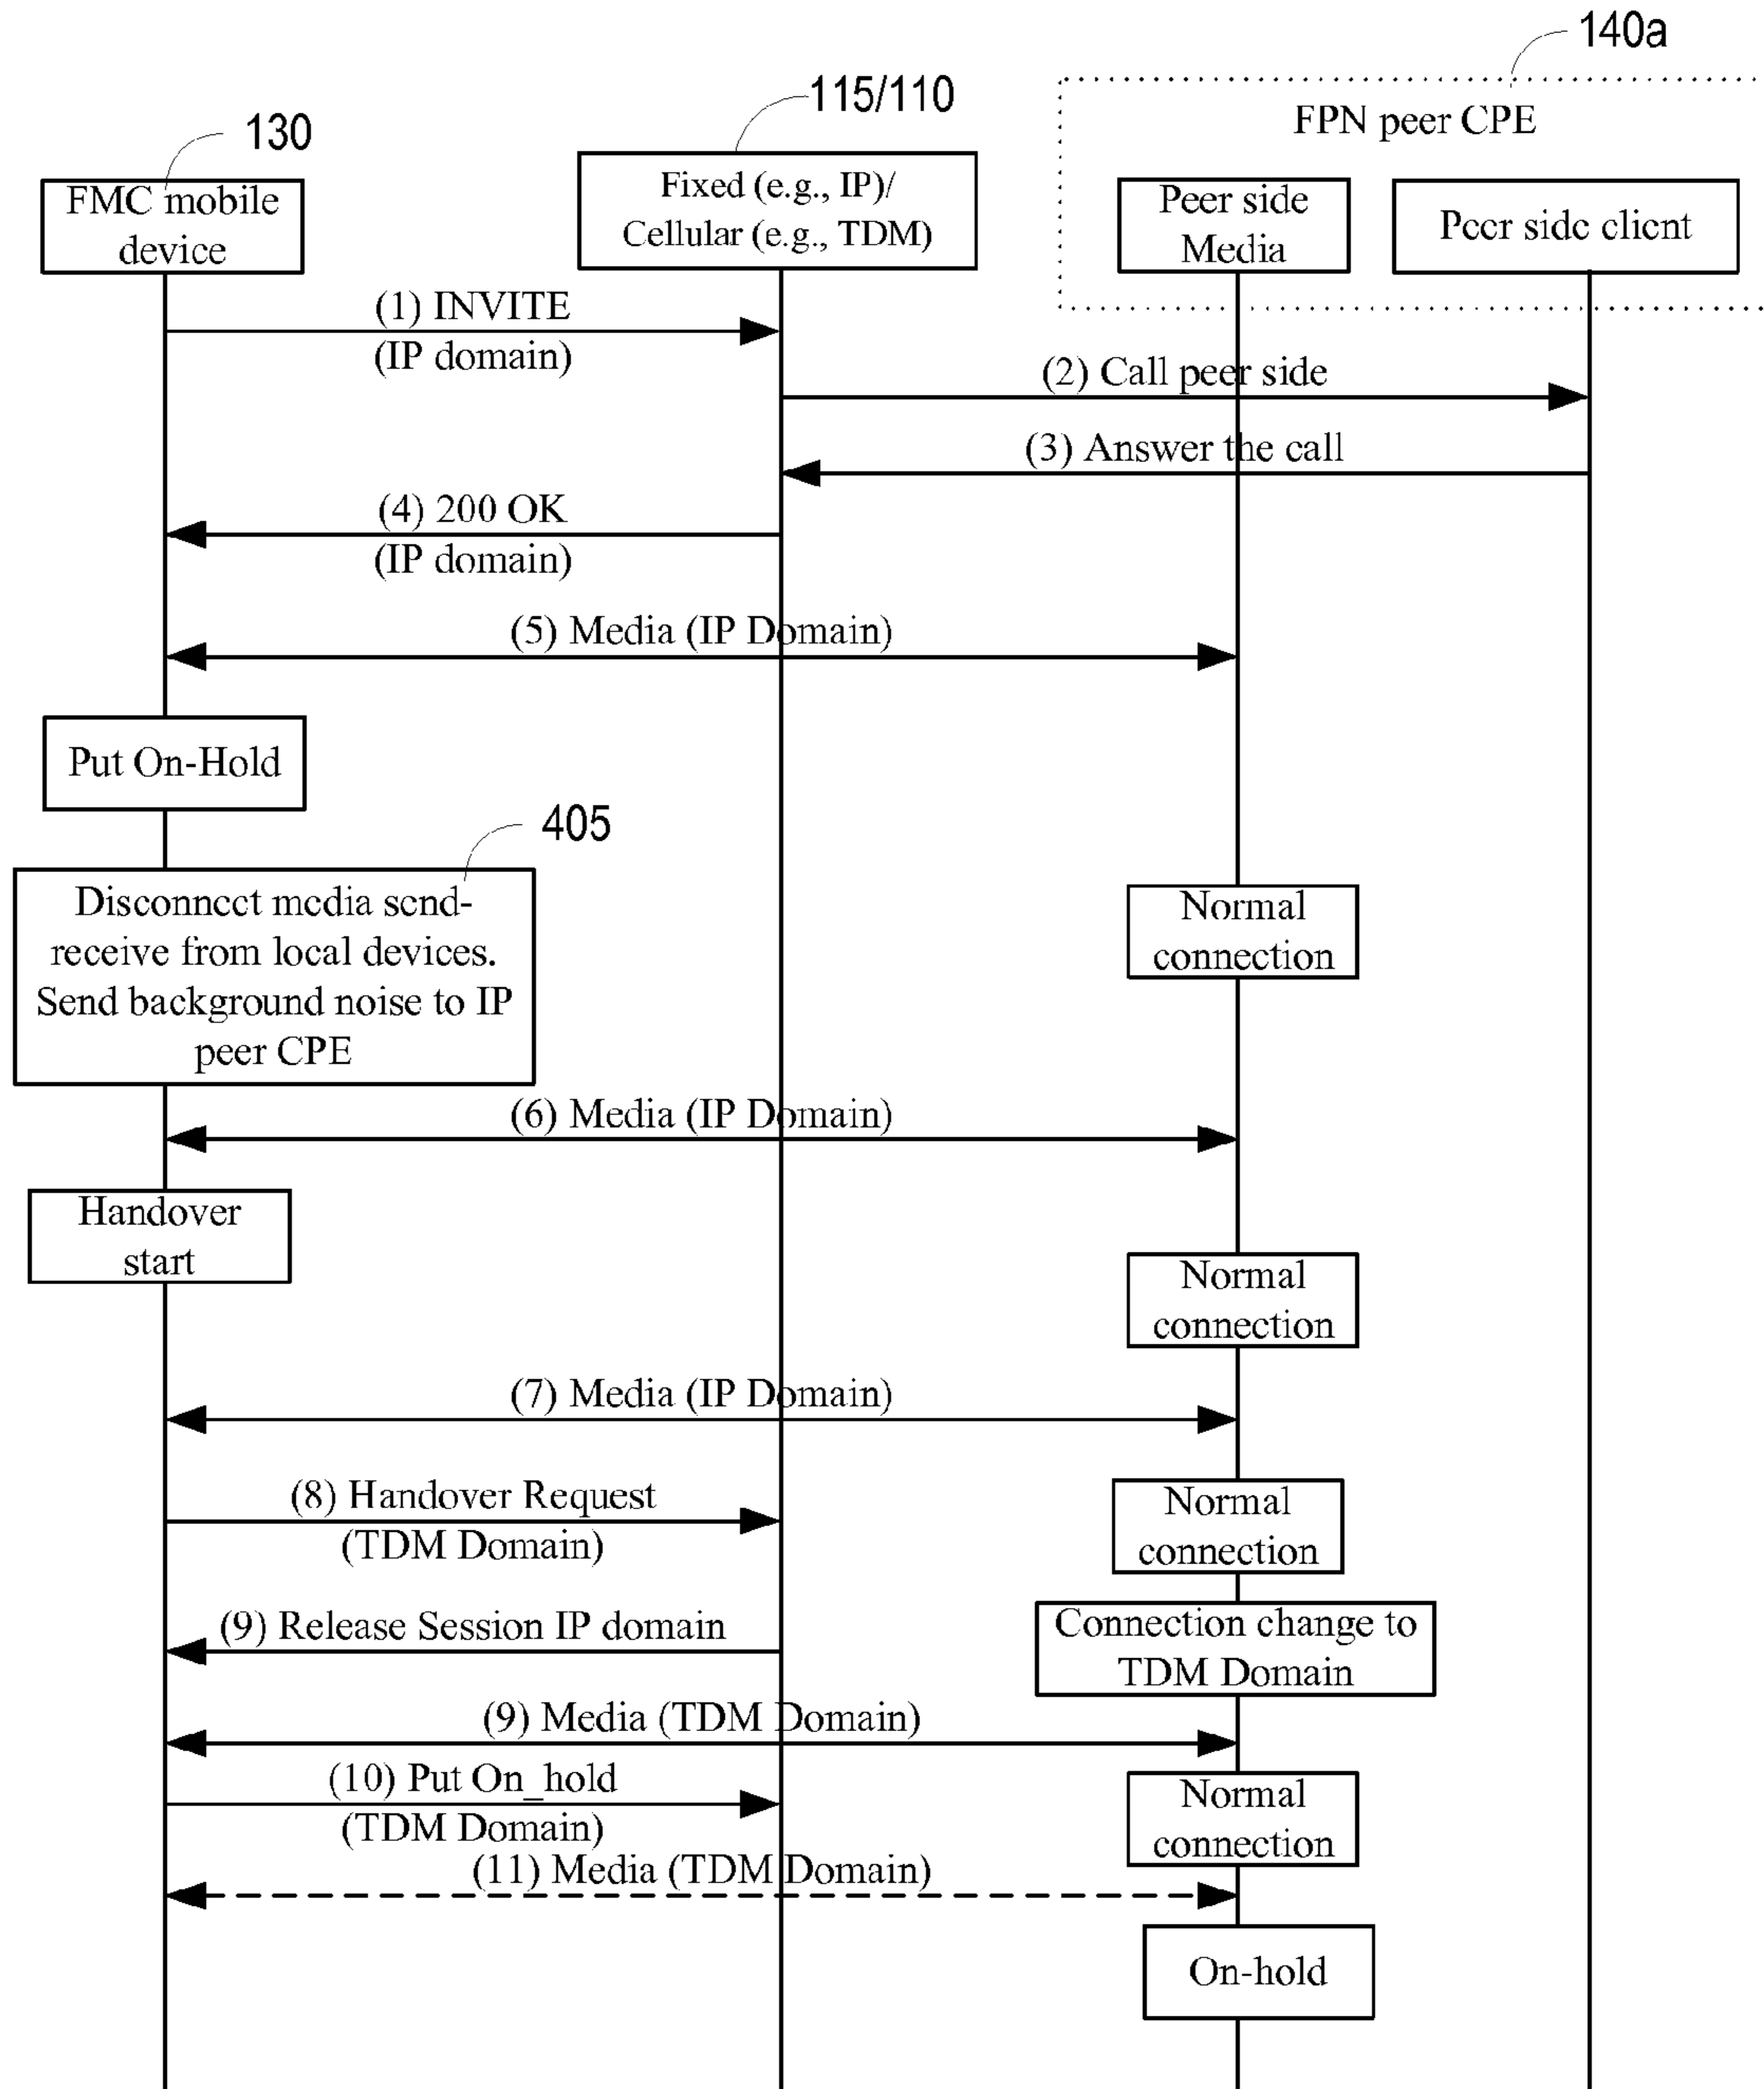 140a
115/110
FPN peer CPE
130
Fixed (e.g., IP)/
Cellular (e.g., TDM)
FMC mobile
device
Peer side
Media
Peer side client
(1) INVITE
(IP domain)
(2) Call peer side
(3) Answer the call
(4) 200 OK
(IP domain)
(5) Media (IP Domain)
Put On-Hold
405
Disconnect media send-
receive from local devices.
Send background noise to IP
peer CPE
Normal
connection
(6) Media (IP Domain)
Handover
start
Normal
connection
(7) Media (IP Domain)
(8) Handover Request
(TDM Domain)
Normal
connection
(9) Release Session IP domain
Connection change to
TDM Domain
(9) Media (TDM Domain)
(10) Put On_hold
(TDM Domain)
Normal
connection
(11) Media (TDM Domain)
On-hold